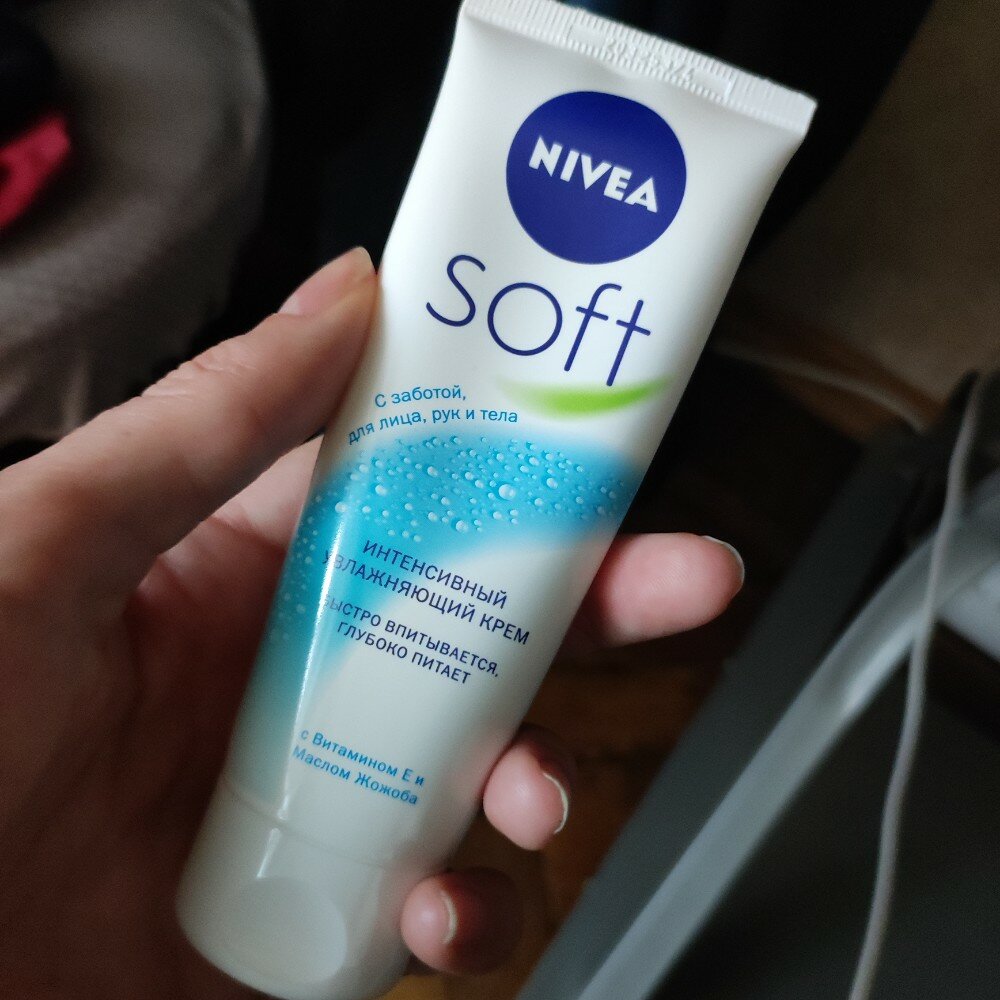 NIVEA
soft
С заботой,
для лица, рук и тела
ИНТЕНСИВНЫЙ
УВЛАЖНЯЮЩИЙ КРЕМ
БЫСТРО ВПИТЫВАЕТСЯ,
ГЛУБОКО ПИТАЕТ
с Витамином Е и
Маслом Жожоба